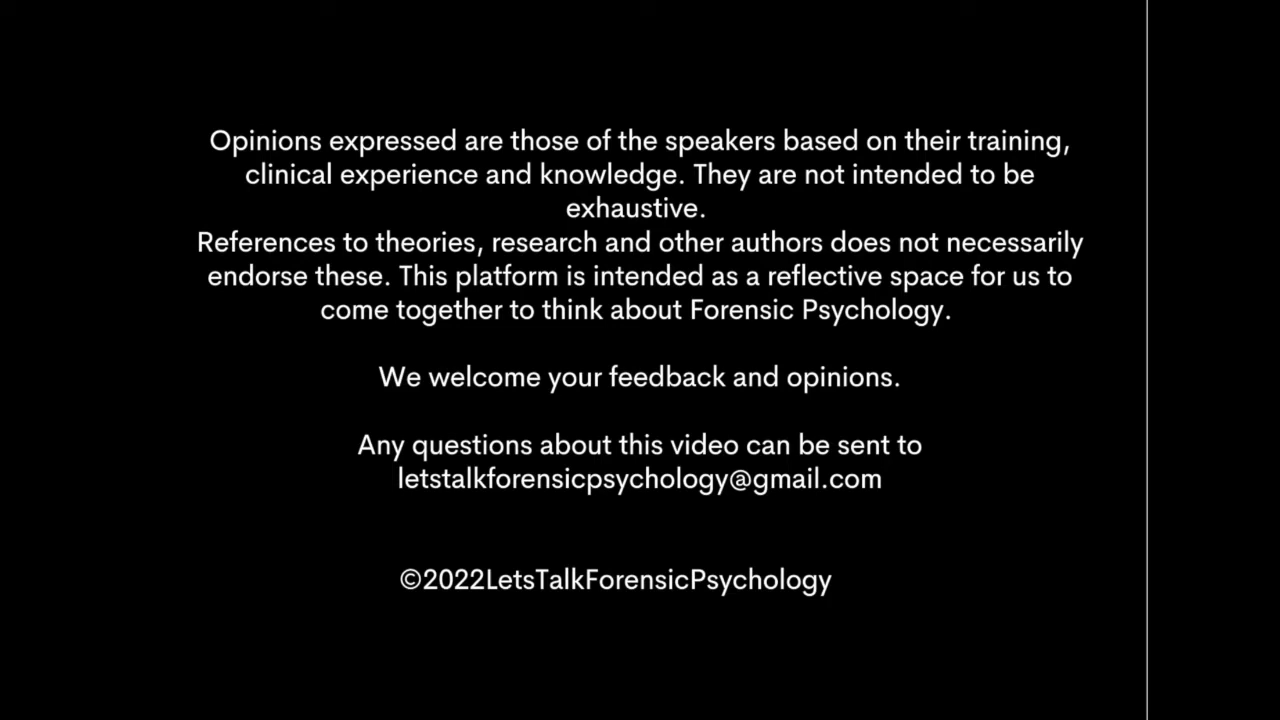 Opinions expressed are those of the speakers based on their training,
clinical experience and knowledge. They are not intended to be
exhaustive.
References to theories, research and other authors does not necessarily
endorse these. This platform is intended as a reflective space for us to
come together to think about Forensic Psychology.
We welcome your feedback and opinions.
Any questions about this video can be sent to
letstalkforensicpsychology@gmail.com
©2022LetsTalkForensicPsychology